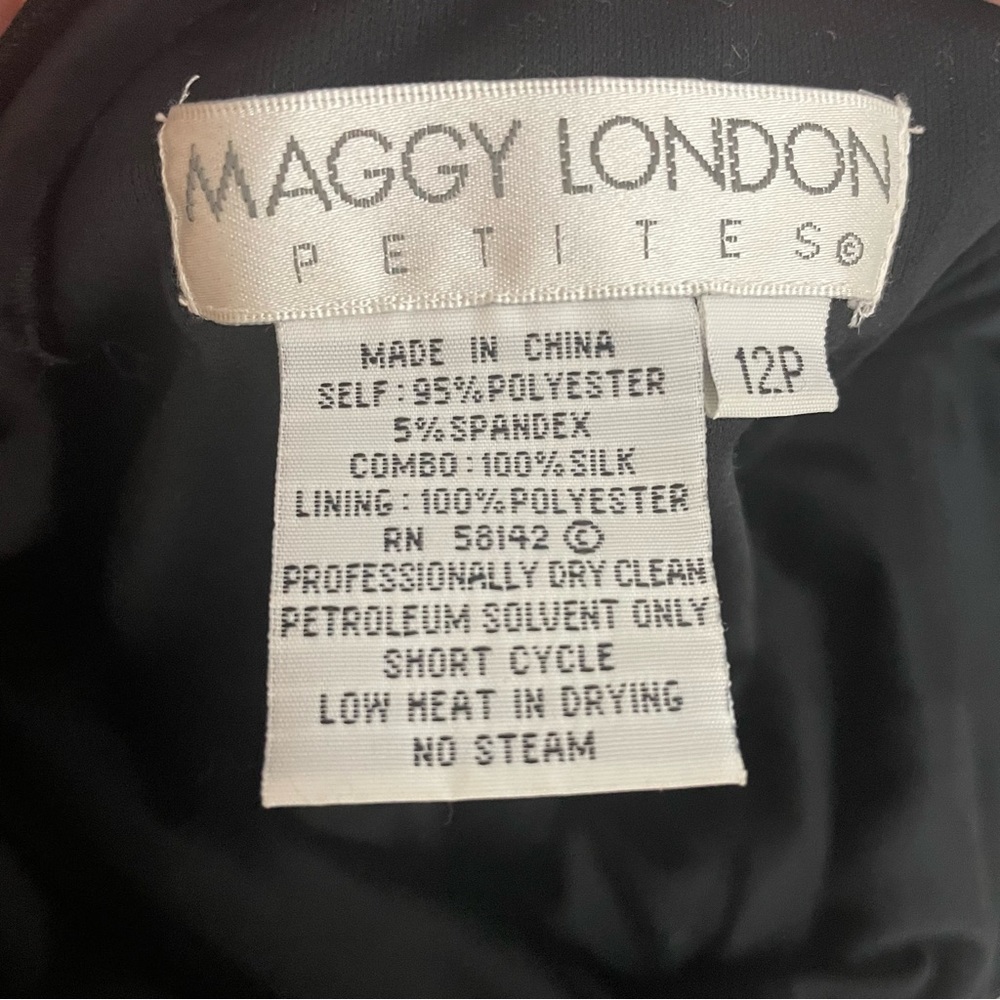 MAGGY LONDON
PETITES©
12P
MADE IN CHINA
SELF:95%POLYESTER
5%SPANDEX
COMBO:100%SILK
LINING:100%POLYESTER
RN 58142 ©
PROFESSIONALLY DRY CLEAN
PETROLEUM SOLVENT ONLY
SHORT CYCLE
LOW HEAT IN DRYING
NO STEAM